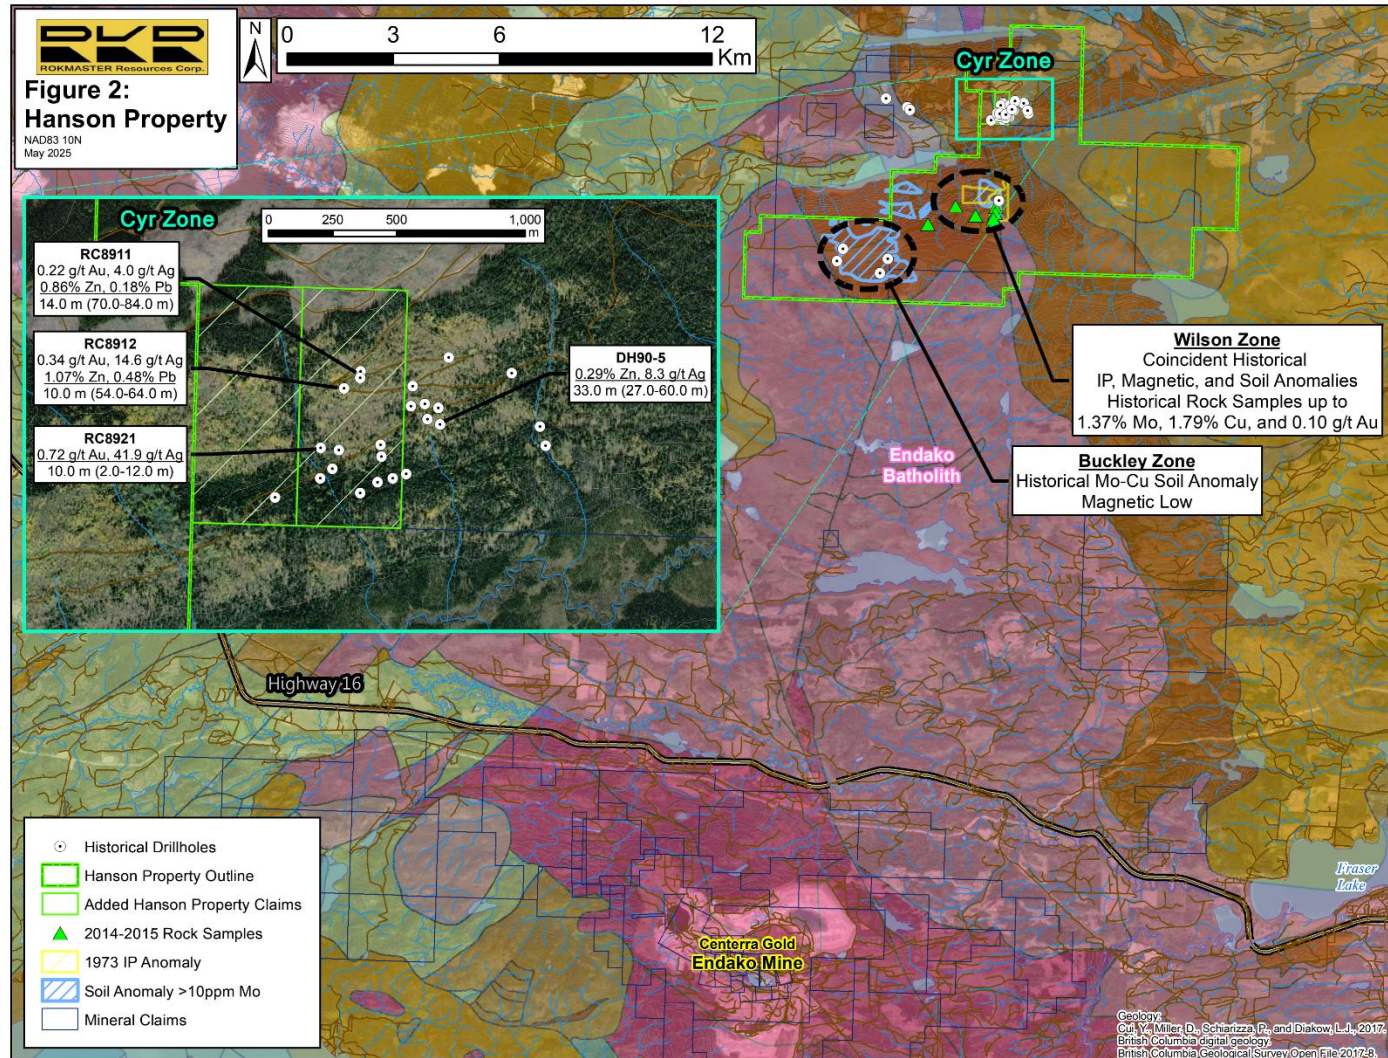 RKR
ROKMASTER Resources Corp.
Figure 2:
Hanson Property
NAD83 10N
May 2025
N
0 3 6 12
Km
Cyr Zone
Cyr Zone
0 250 500 1,000
m
RC8911
0.22 g/t Au, 4.0 g/t Ag
0.86% Zn, 0.18% Pb
14.0 m (70.0-84.0 m)
RC8912
0.34 g/t Au, 14.6 g/t Ag
1.07% Zn, 0.48% Pb
10.0 m (54.0-64.0 m)
RC8921
0.72 g/t Au, 41.9 g/t Ag
10.0 m (2.0-12.0 m)
DH90-5
0.29% Zn, 8.3 g/t Ag
33.0 m (27.0-60.0 m)
Wilson Zone
Coincident Historical
IP, Magnetic, and Soil Anomalies
Historical Rock Samples up to
1.37% Mo, 1.79% Cu, and 0.10 g/t Au
Buckley Zone
Historical Mo-Cu Soil Anomaly
Magnetic Low
Endako
Batholith
Highway 16
Fraser
Lake
Centerra Gold
Endako Mine
Historical Drillholes
Hanson Property Outline
Added Hanson Property Claims
2014-2015 Rock Samples
1973 IP Anomaly
Soil Anomaly >10ppm Mo
Mineral Claims
Geology:
Cui, Y., Miller, D., Schiarizza, P., and Diakow, L.J., 2017.
British Columbia digital geology.
British Columbia Geological Survey Open File 2017-8.